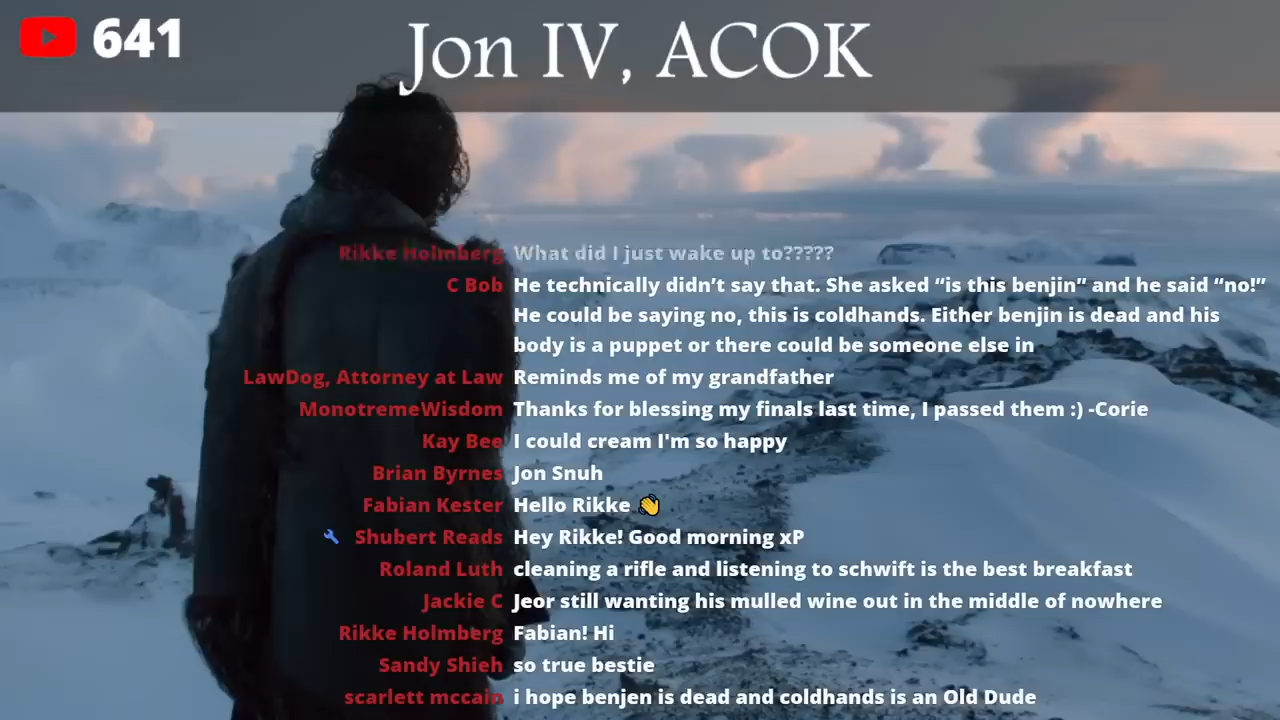 641
Jon IV, ACOK
Rikke Holmberg What did I just wake up to?????
C Bob He technically didn’t say that. She asked “is this benjin” and he said “no!”
He could be saying no, this is coldhands. Either benjin is dead and his
body is a puppet or there could be someone else in
LawDog, Attorney at Law Reminds me of my grandfather
MonotremeWisdom Thanks for blessing my finals last time, I passed them :) -Corie
Kay Bee I could cream I'm so happy
Brian Byrnes Jon Snuh
Fabian Kester Hello Rikke 👋
Shubert Reads Hey Rikke! Good morning xP
Roland Luth cleaning a rifle and listening to schwift is the best breakfast
Jackie C Jeor still wanting his mulled wine out in the middle of nowhere
Rikke Holmberg Fabian! Hi
Sandy Shieh so true bestie
scarlett mccain i hope benjen is dead and coldhands is an Old Dude